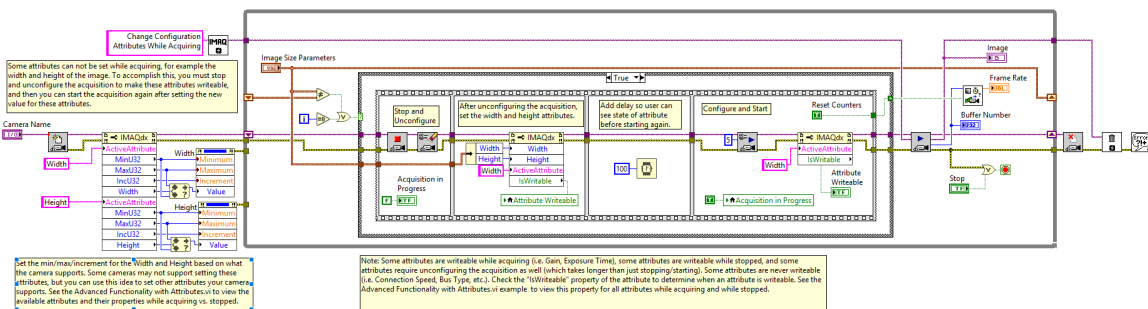 Change Configuration
Attributes While Acquiring
IMAQ
Some attributes can not be set while acquiring, for example the
width and height of the image. To accomplish this, you must stop
and unconfigure the acquisition to make these attributes writeable,
and then you can start the acquisition again after setting the new
value for these attributes.
Image Size Parameters
True
Image
Frame Rate
DBL
Buffer Number
U32
Stop and
Unconfigure
After unconfiguring the acquisition,
set the width and height attributes.
Add delay so user can
see state of attribute
before starting again.
Configure and Start
Reset Counters
TF
i
=0
Camera Name
I/O
IMAQdx
ActiveAttribute
MinU32
MaxU32
IncU32
Width
ActiveAttribute
MinU32
MaxU32
IncU32
Height
Width
Height
Width
Minimum
Maximum
Increment
Value
Height
Minimum
Maximum
Increment
Value
Acquisition in
Progress
F
TF
Width
Height
Width
IMAQdx
Width
Height
ActiveAttribute
IsWritable
Attribute Writeable
100
5
Width
IMAQdx
ActiveAttribute
IsWritable
Attribute
Writeable
TF
T
Acquisition in Progress
Stop
TF
Set the min/max/increment for the Width and Height based on what
the camera supports. Some cameras may not support setting these
attributes, but you can use this idea to set other attributes your camera
supports. See the Advanced Functionality with Attributes.vi to view the
available attributes and their properties while acquiring vs. stopped.
Note: Some attributes are writeable while acquiring (i.e. Gain, Exposure Time), some attributes are writeable while stopped, and some
attributes require unconfiguring the acquisition as well (which takes longer than just stopping/starting). Some attributes are never writeable
(i.e. Connection Speed, Bus Type, etc.). Check the "IsWriteable" property of the attribute to determine when an attribute is writeable. See the
Advanced Functionality with Attributes.vi example to view this property for all attributes while acquiring and while stopped.